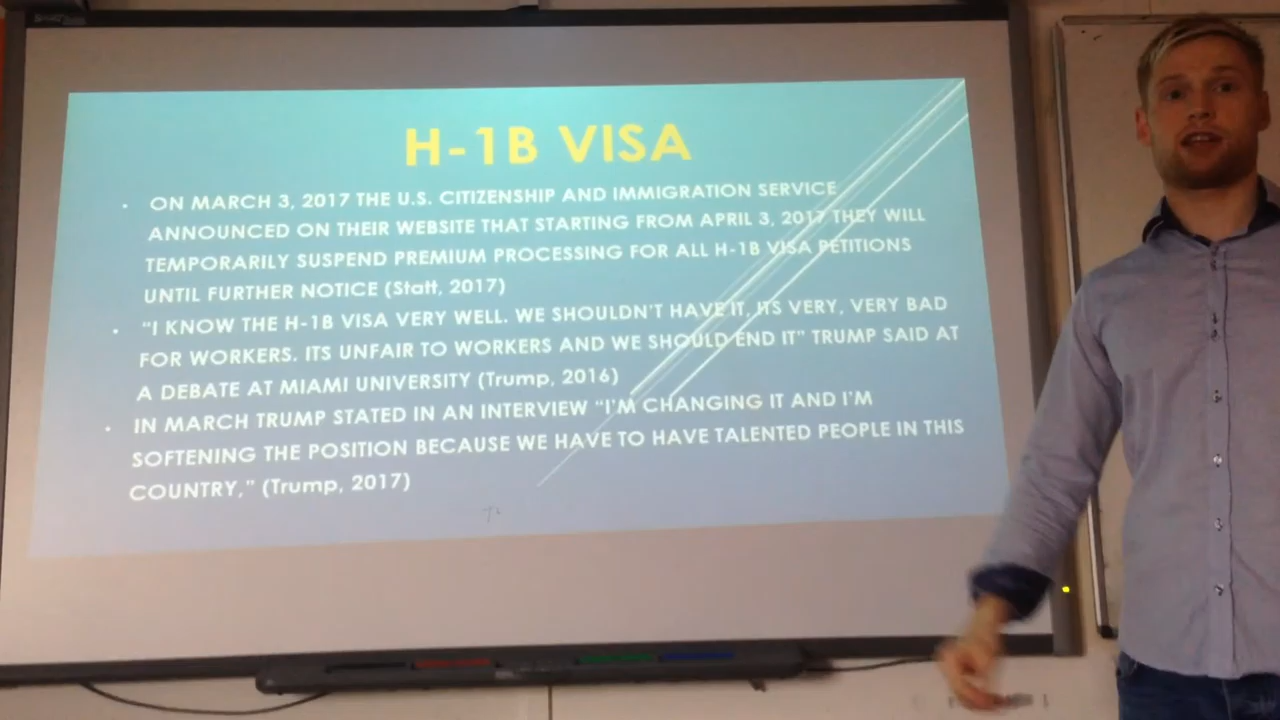 H-1B VISA
• ON MARCH 3, 2017 THE U.S. CITIZENSHIP AND IMMIGRATION SERVICE
ANNOUNCED ON THEIR WEBSITE THAT STARTING FROM APRIL 3, 2017 THEY WILL
TEMPORARILY SUSPEND PREMIUM PROCESSING FOR ALL H-1B VISA PETITIONS
UNTIL FURTHER NOTICE (Statt, 2017)
• “I KNOW THE H-1B VISA VERY WELL. WE SHOULDN’T HAVE IT, ITS VERY, VERY BAD
FOR WORKERS. ITS UNFAIR TO WORKERS AND WE SHOULD END IT” TRUMP SAID AT
A DEBATE AT MIAMI UNIVERSITY (Trump, 2016)
• IN MARCH TRUMP STATED IN AN INTERVIEW “I’M CHANGING IT AND I’M
SOFTENING THE POSITION BECAUSE WE HAVE TO HAVE TALENTED PEOPLE IN THIS
COUNTRY,” (Trump, 2017)